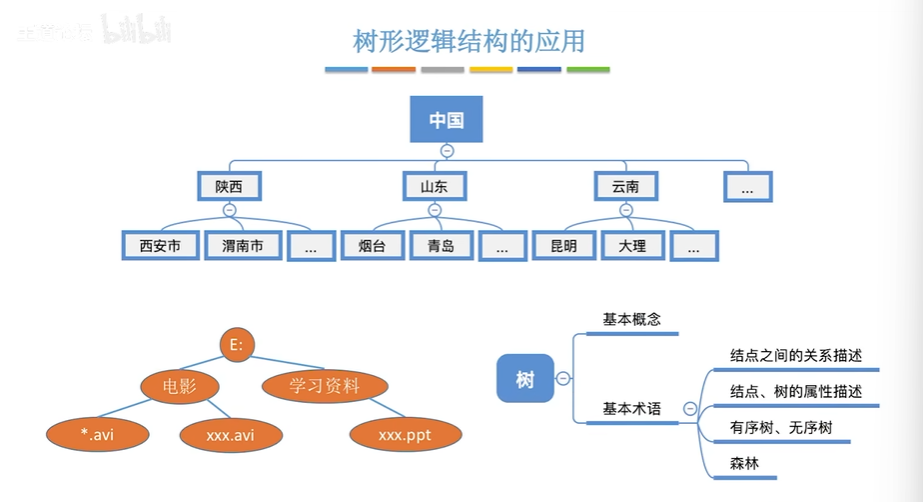 bilibili
树形逻辑结构的应用
中国
陕西 山东 云南 ...
西安市 渭南市 ... 烟台 青岛 ... 昆明 大理 ...
E:
电影 学习资料
*.avi xxx.avi xxx.ppt
树
基本概念
基本术语
结点之间的关系描述
结点、树的属性描述
有序树、无序树
森林